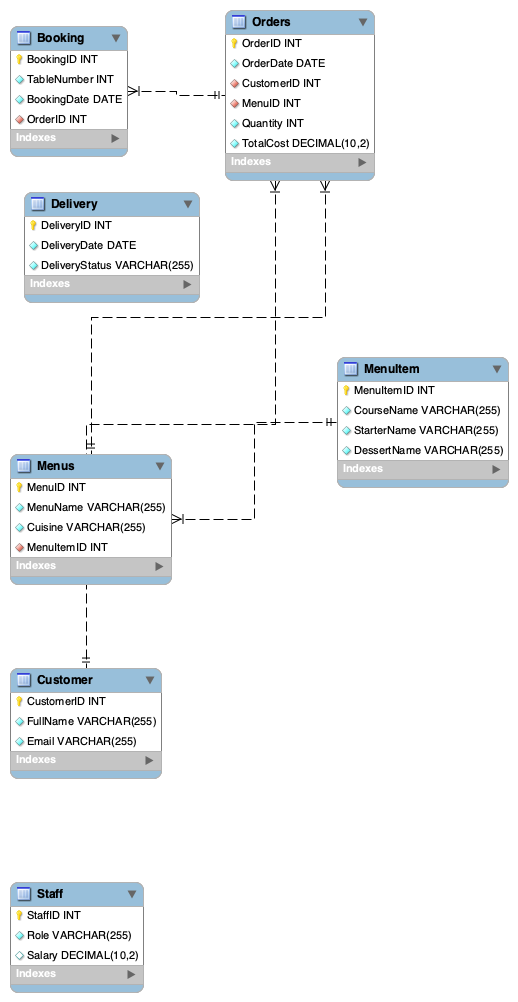 Booking
BookingID INT
TableNumber INT
BookingDate DATE
OrderID INT
Indexes
Orders
OrderID INT
OrderDate DATE
CustomerID INT
MenuID INT
Quantity INT
TotalCost DECIMAL(10,2)
Indexes
Delivery
DeliveryID INT
DeliveryDate DATE
DeliveryStatus VARCHAR(255)
Indexes
MenuItem
MenuItemID INT
CourseName VARCHAR(255)
StarterName VARCHAR(255)
DessertName VARCHAR(255)
Indexes
Menus
MenuID INT
MenuName VARCHAR(255)
Cuisine VARCHAR(255)
MenuItemID INT
Indexes
Customer
CustomerID INT
FullName VARCHAR(255)
Email VARCHAR(255)
Indexes
Staff
StaffID INT
Role VARCHAR(255)
Salary DECIMAL(10,2)
Indexes